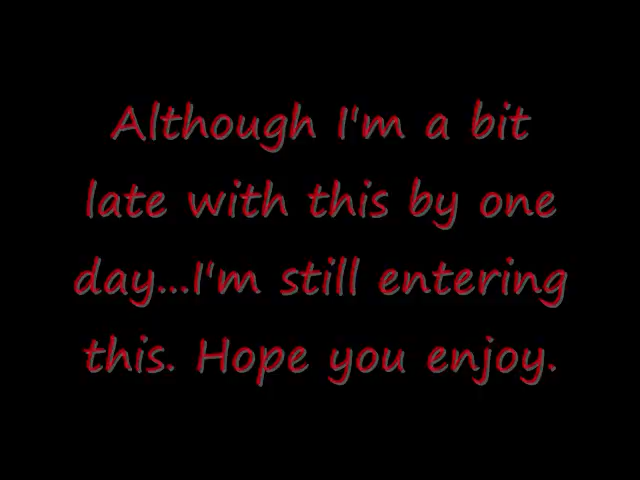 Although I'm a bit
late with this by one
day...I'm still entering
this. Hope you enjoy.